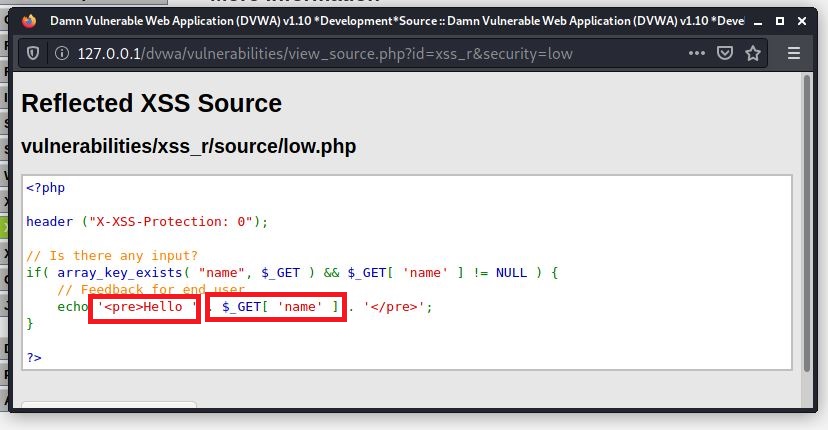 Damn Vulnerable Web Application (DVWA) v1.10 *Development*Source :: Damn Vulnerable Web Application (DVWA) v1.10 *Deve
127.0.0.1/dvwa/vulnerabilities/view_source.php?id=xss_r&security=low
Reflected XSS Source
vulnerabilities/xss_r/source/low.php
<?php
header ("X-XSS-Protection: 0");
// Is there any input?
if( array_key_exists( "name", $_GET ) && $_GET[ 'name' ] != NULL ) {
// Feedback for end user
echo '<pre>Hello ' . $_GET[ 'name' ] . '</pre>';
}
?>